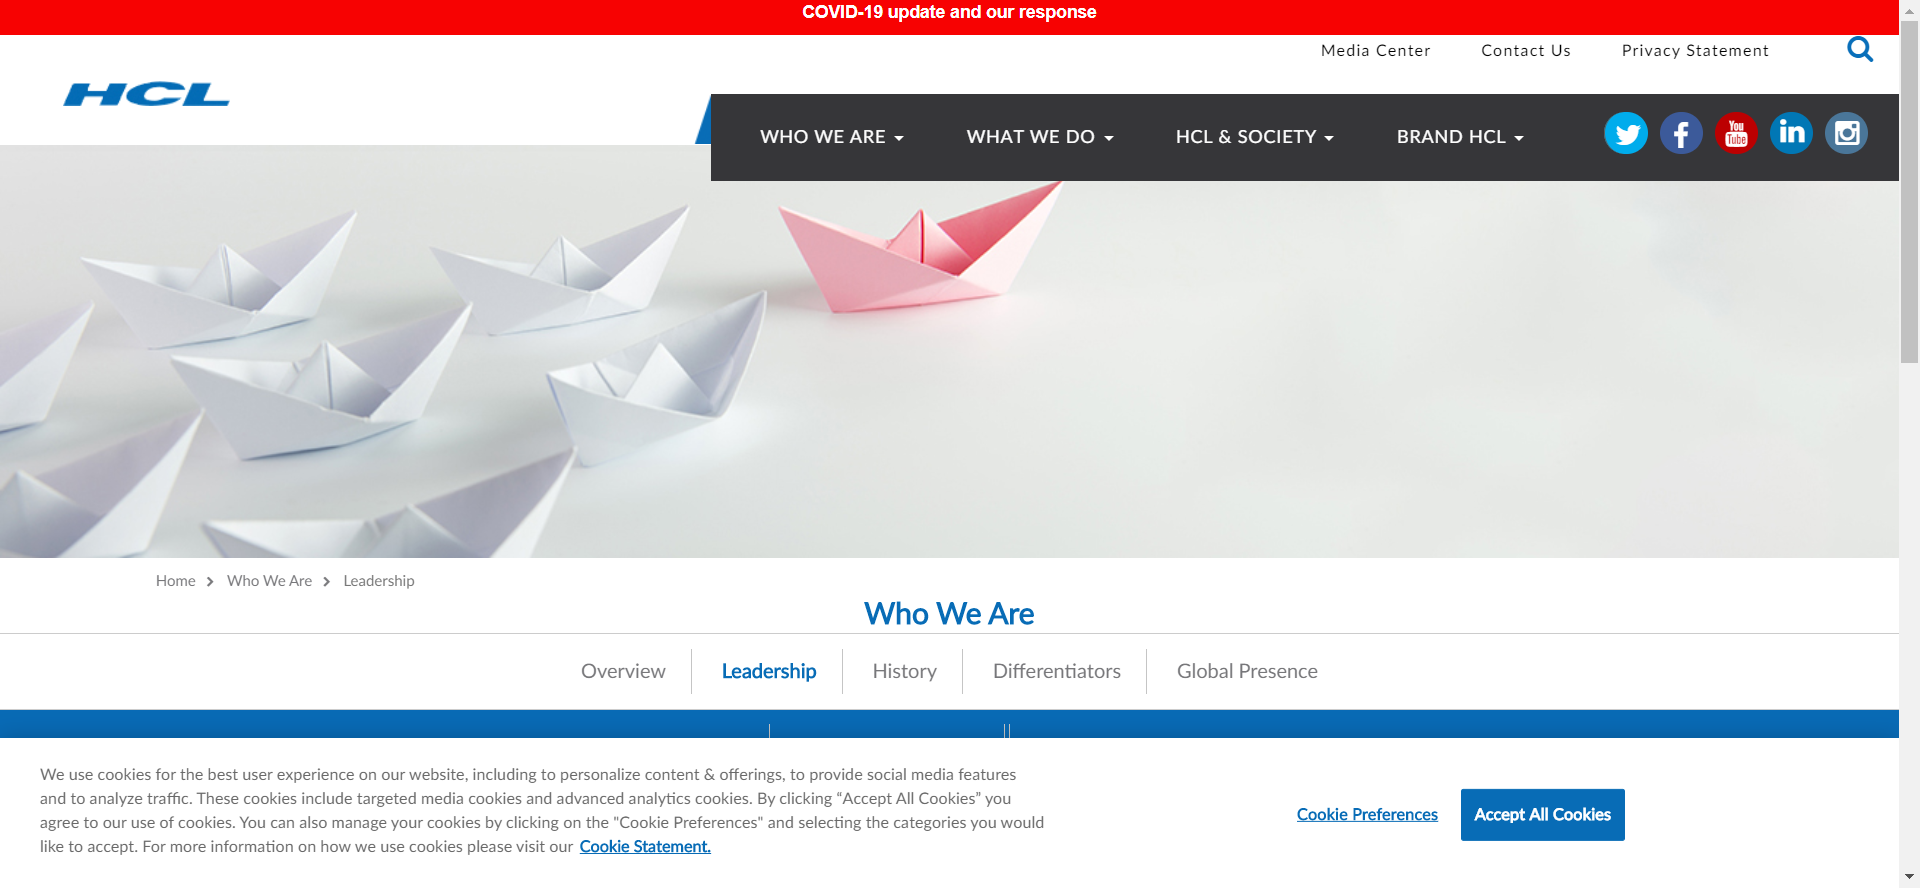 COVID-19 update and our response
Media Center Contact Us Privacy Statement
HCL
WHO WE ARE WHAT WE DO HCL & SOCIETY BRAND HCL
You
Tube
in
Home > Who We Are > Leadership
Who We Are
Overview Leadership History Differentiators Global Presence
We use cookies for the best user experience on our website, including to personalize content & offerings, to provide social media features
and to analyze traffic. These cookies include targeted media cookies and advanced analytics cookies. By clicking “Accept All Cookies” you
agree to our use of cookies. You can also manage your cookies by clicking on the "Cookie Preferences" and selecting the categories you would
like to accept. For more information on how we use cookies please visit our Cookie Statement.
Cookie Preferences Accept All Cookies